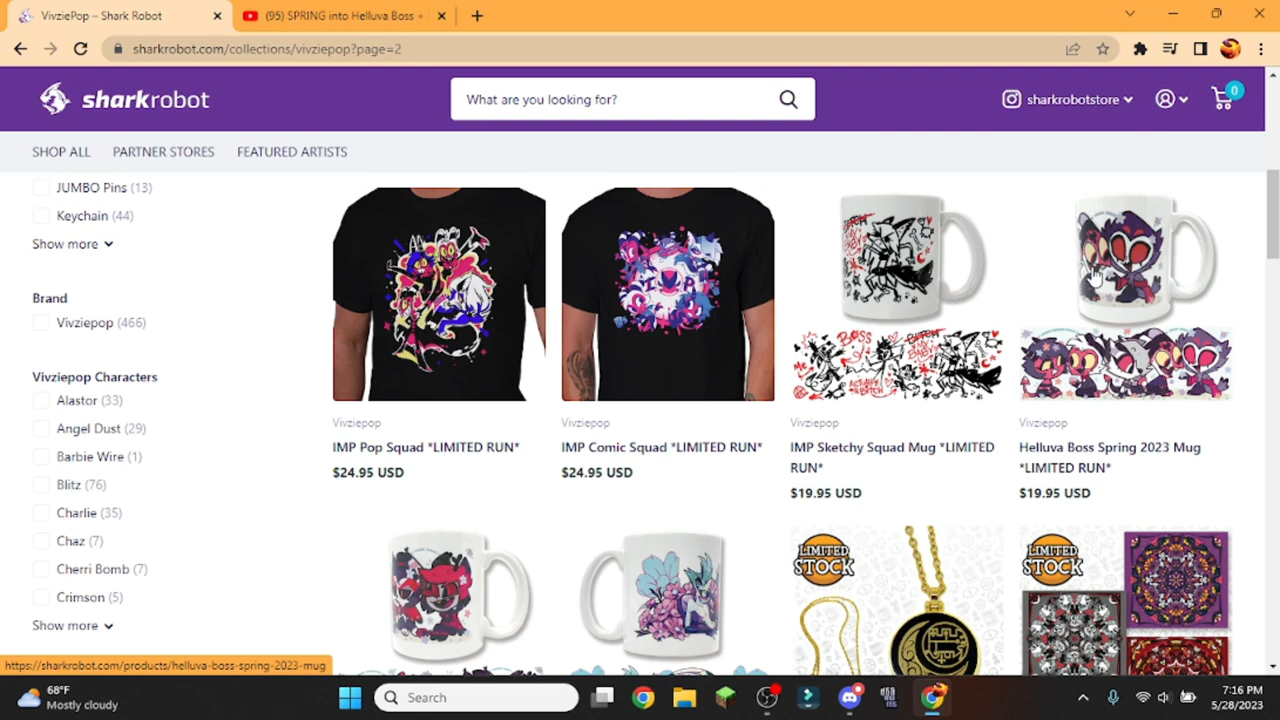 VivziePop – Shark Robot
(95) SPRING into Helluva Boss +
sharkrobot.com/collections/vivziepop?page=2
sharkrobot
What are you looking for?
sharkrobotstore
0
SHOP ALL
PARTNER STORES
FEATURED ARTISTS
JUMBO Pins (13)
Keychain (44)
Show more
Brand
Vivziepop (466)
Vivziepop Characters
Alastor (33)
Angel Dust (29)
Barbie Wire (1)
Blitz (76)
Charlie (35)
Chaz (7)
Cherri Bomb (7)
Crimson (5)
Show more
Vivziepop
IMP Pop Squad *LIMITED RUN*
$24.95 USD
Vivziepop
IMP Comic Squad *LIMITED RUN*
$24.95 USD
BOSS
Vivziepop
IMP Sketchy Squad Mug *LIMITED
RUN*
$19.95 USD
Vivziepop
Helluva Boss Spring 2023 Mug
*LIMITED RUN*
$19.95 USD
LIMITED
STOCK
LIMITED
STOCK
https://sharkrobot.com/products/helluva-boss-spring-2023-mug
68°F
Mostly cloudy
Search
7:16 PM
5/28/2023